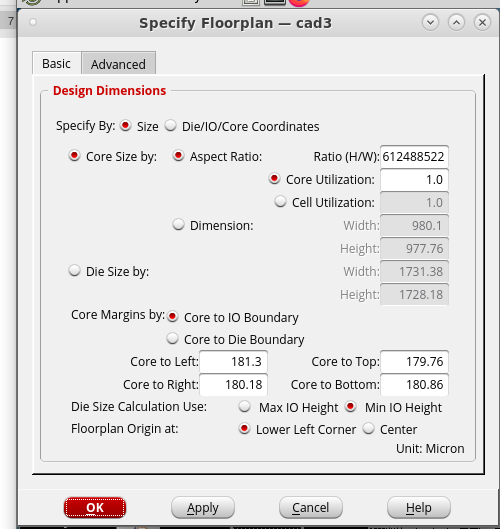 7
Specify Floorplan — cad3
Basic Advanced
Design Dimensions
Specify By: Size Die/IO/Core Coordinates
Core Size by: Aspect Ratio: Ratio (H/W): 612488522
Core Utilization: 1.0
Cell Utilization: 1.0
Dimension: Width: 980.1
Height: 977.76
Die Size by: Width: 1731.38
Height: 1728.18
Core Margins by: Core to IO Boundary
Core to Die Boundary
Core to Left: 181.3 Core to Top: 179.76
Core to Right: 180.18 Core to Bottom: 180.86
Die Size Calculation Use: Max IO Height Min IO Height
Floorplan Origin at: Lower Left Corner Center
Unit: Micron
OK Apply Cancel Help